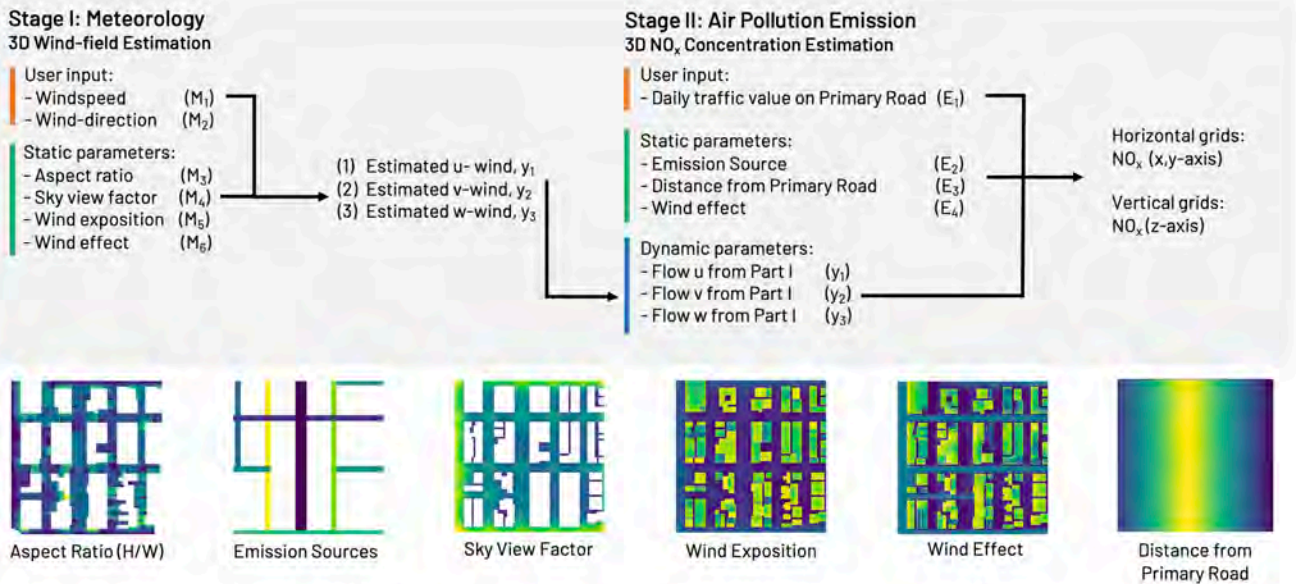 Stage I: Meteorology
3D Wind-field Estimation
User input:
- Windspeed (M₁)
- Wind-direction (M₂)
Static parameters:
- Aspect ratio (M₃)
- Sky view factor (M₄)
- Wind exposition (M₅)
- Wind effect (M₆)
(1) Estimated u- wind, y₁
(2) Estimated v-wind, y₂
(3) Estimated w-wind, y₃
Stage II: Air Pollution Emission
3D NOₓ Concentration Estimation
User input:
- Daily traffic value on Primary Road (E₁)
Static parameters:
- Emission Source (E₂)
- Distance from Primary Road (E₃)
- Wind effect (E₄)
Dynamic parameters:
- Flow u from Part I (y₁)
- Flow v from Part I (y₂)
- Flow w from Part I (y₃)
Horizontal grids:
NOₓ (x,y-axis)
Vertical grids:
NOₓ(z-axis)
Aspect Ratio (H/W)
Emission Sources
Sky View Factor
Wind Exposition
Wind Effect
Distance from
Primary Road